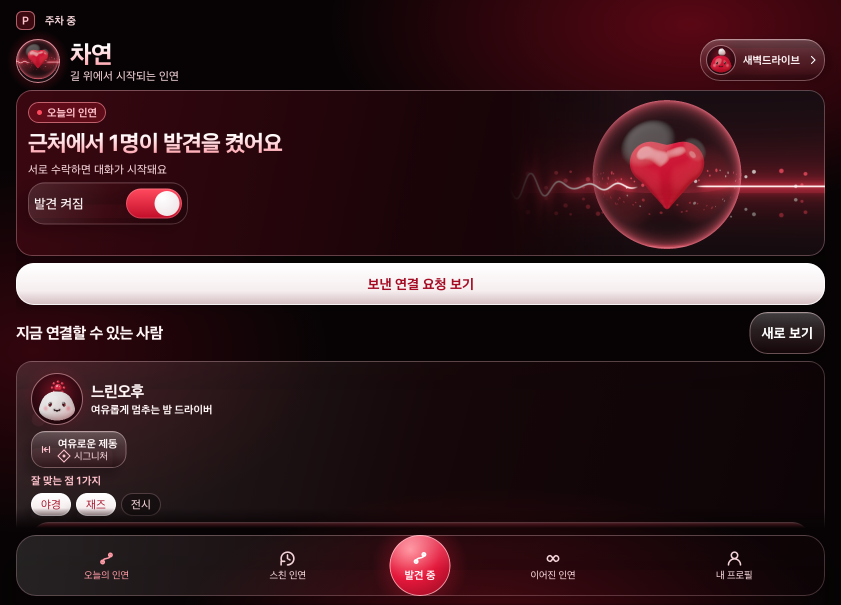 P 주차 중
차연
길 위에서 시작되는 인연
새벽드라이브
오늘의 인연
근처에서 1명이 발견을 켰어요
서로 수락하면 대화가 시작돼요
발견 켜짐
보낸 연결 요청 보기
지금 연결할 수 있는 사람
새로 보기
느린오후
여유롭게 멈추는 밤 드라이버
여유로운 제동
시그니처
잘 맞는 점 1가지
야경 재즈 전시
오늘의 인연 스친 인연 발견 중 이어진 인연 내 프로필